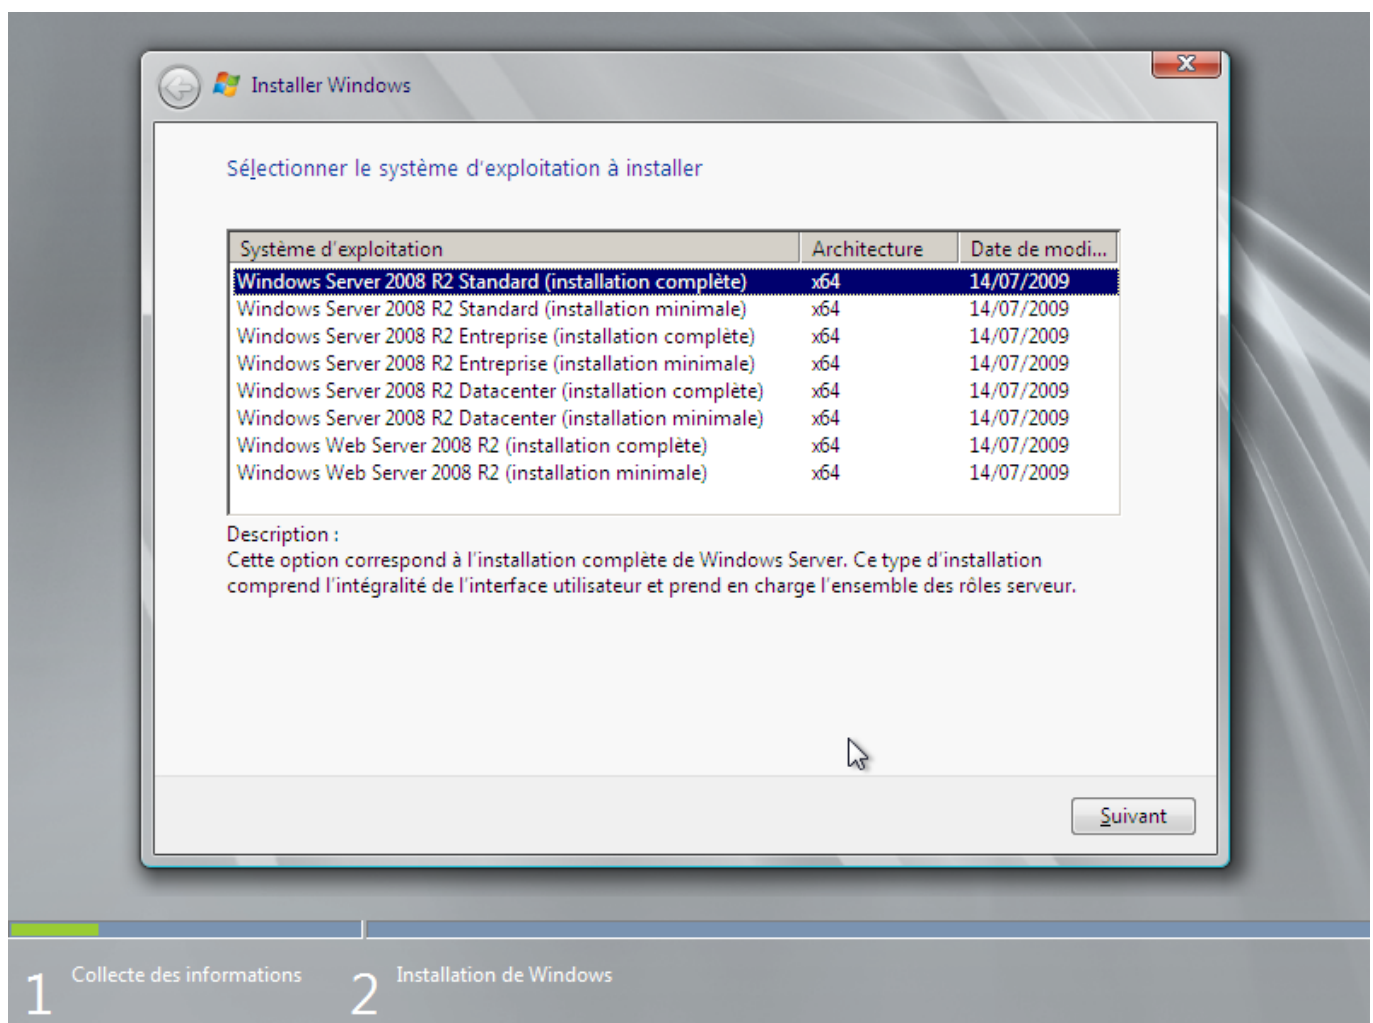 Installer Windows
Sélectionner le système d'exploitation à installer
Système d'exploitation Architecture Date de modi...
Windows Server 2008 R2 Standard (installation complète) x64 14/07/2009
Windows Server 2008 R2 Standard (installation minimale) x64 14/07/2009
Windows Server 2008 R2 Entreprise (installation complète) x64 14/07/2009
Windows Server 2008 R2 Entreprise (installation minimale) x64 14/07/2009
Windows Server 2008 R2 Datacenter (installation complète) x64 14/07/2009
Windows Server 2008 R2 Datacenter (installation minimale) x64 14/07/2009
Windows Web Server 2008 R2 (installation complète) x64 14/07/2009
Windows Web Server 2008 R2 (installation minimale) x64 14/07/2009
Description :
Cette option correspond à l'installation complète de Windows Server. Ce type d'installation
comprend l'intégralité de l'interface utilisateur et prend en charge l'ensemble des rôles serveur.
Suivant
1 Collecte des informations 2 Installation de Windows